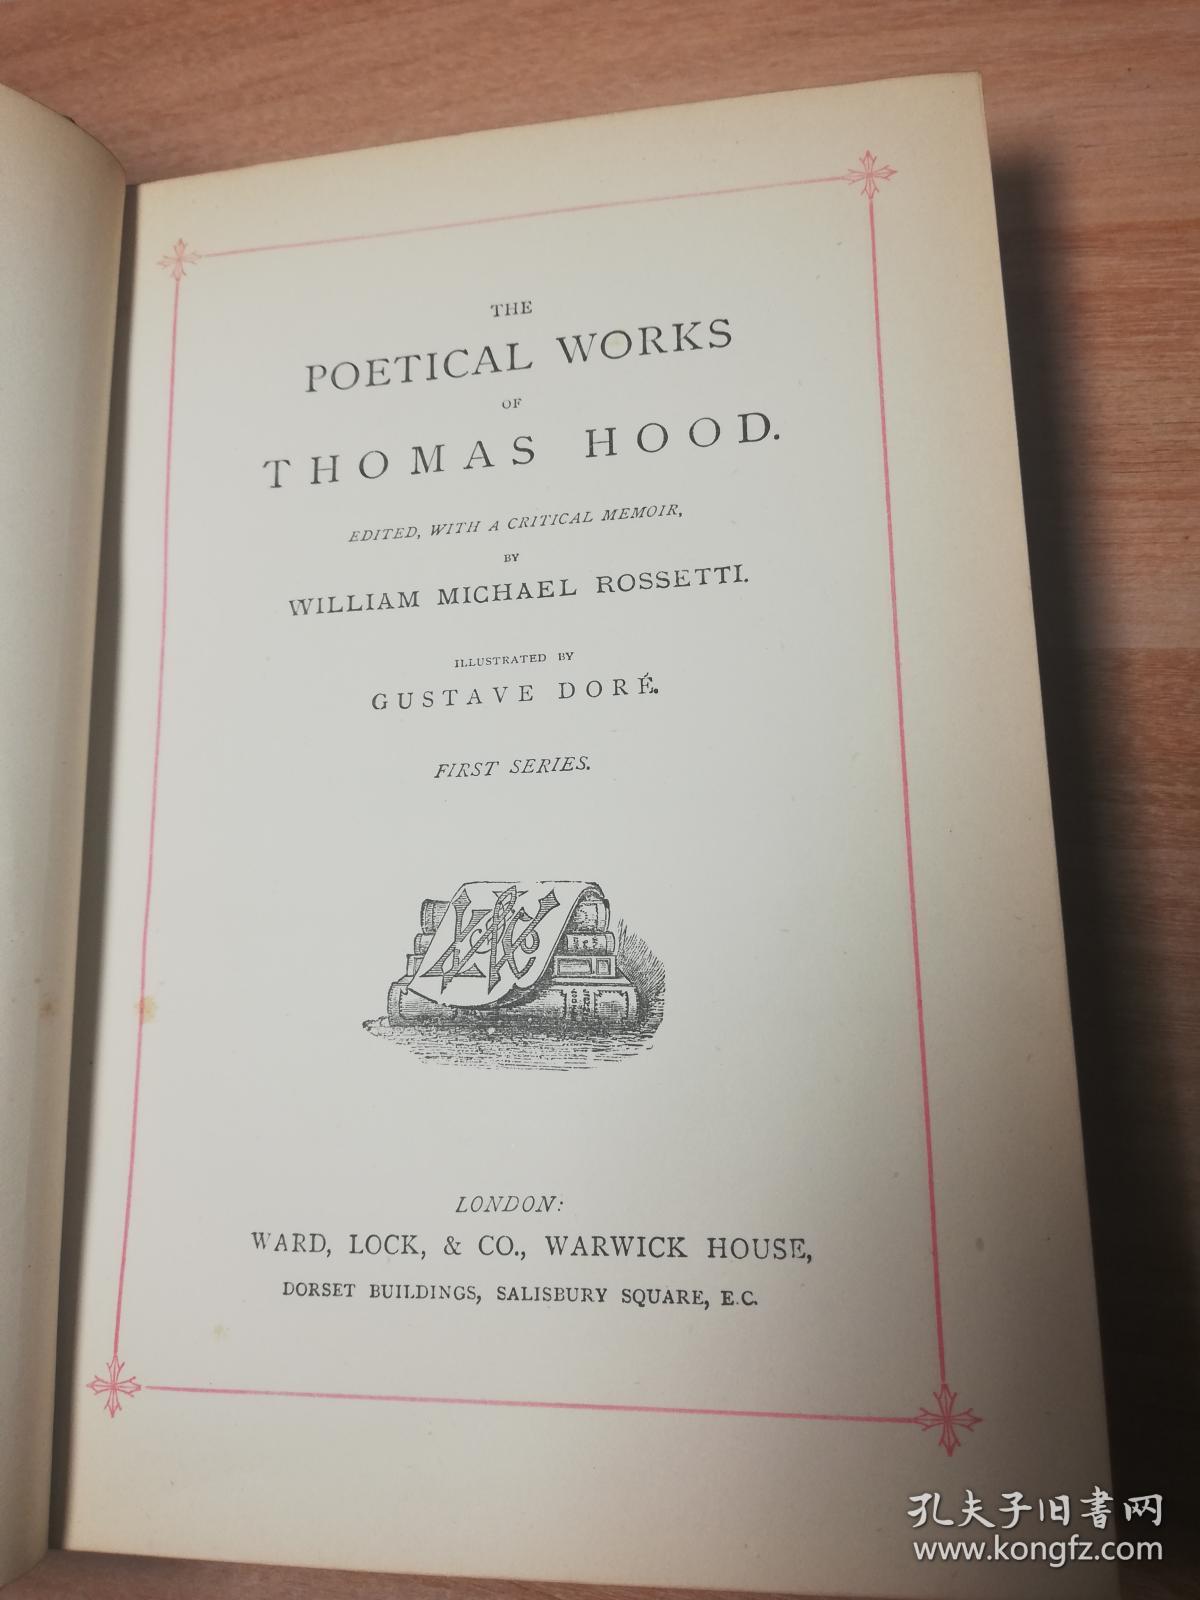 THE
POETICAL WORKS
OF
THOMAS HOOD.
EDITED, WITH A CRITICAL MEMOIR,
BY
WILLIAM MICHAEL ROSSETTI.
ILLUSTRATED BY
GUSTAVE DORÉ.
FIRST SERIES.
LONDON:
WARD, LOCK, & CO., WARWICK HOUSE,
DORSET BUILDINGS, SALISBURY SQUARE, E.C.
孔夫子旧书网
www.kongfz.com